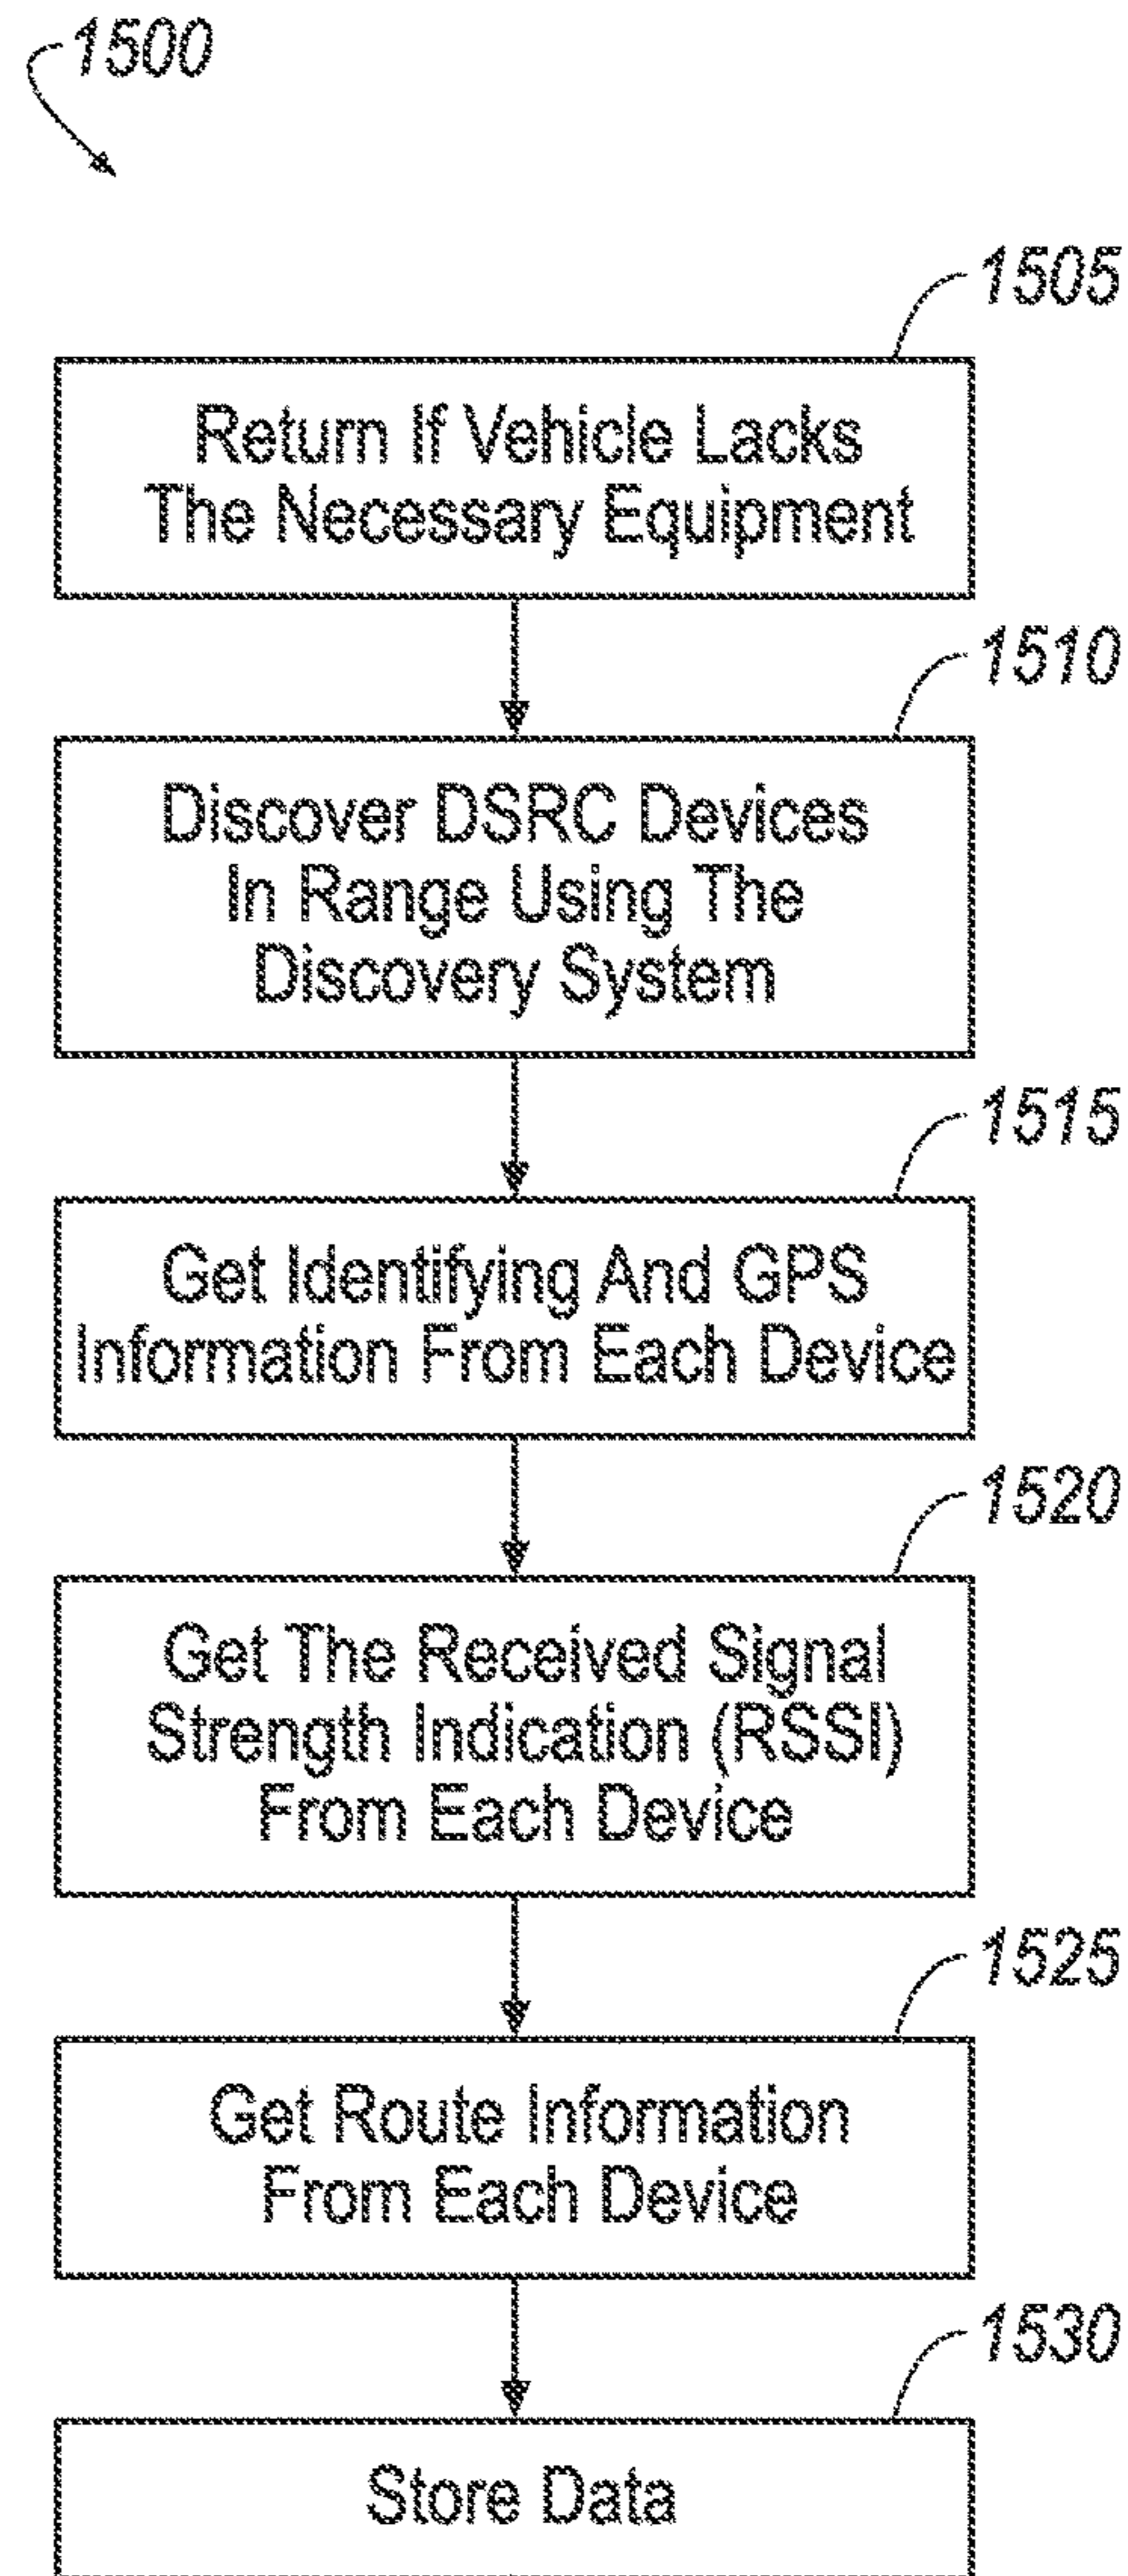 1500
1505
Return If Vehicle Lacks
The Necessary Equipment
1510
Discover DSRC Devices
In Range Using The
Discovery System
1515
Get Identifying And GPS
Information From Each Device
1520
Get The Received Signal
Strength Indication (RSSI)
From Each Device
1525
Get Route Information
From Each Device
1530
Store Data